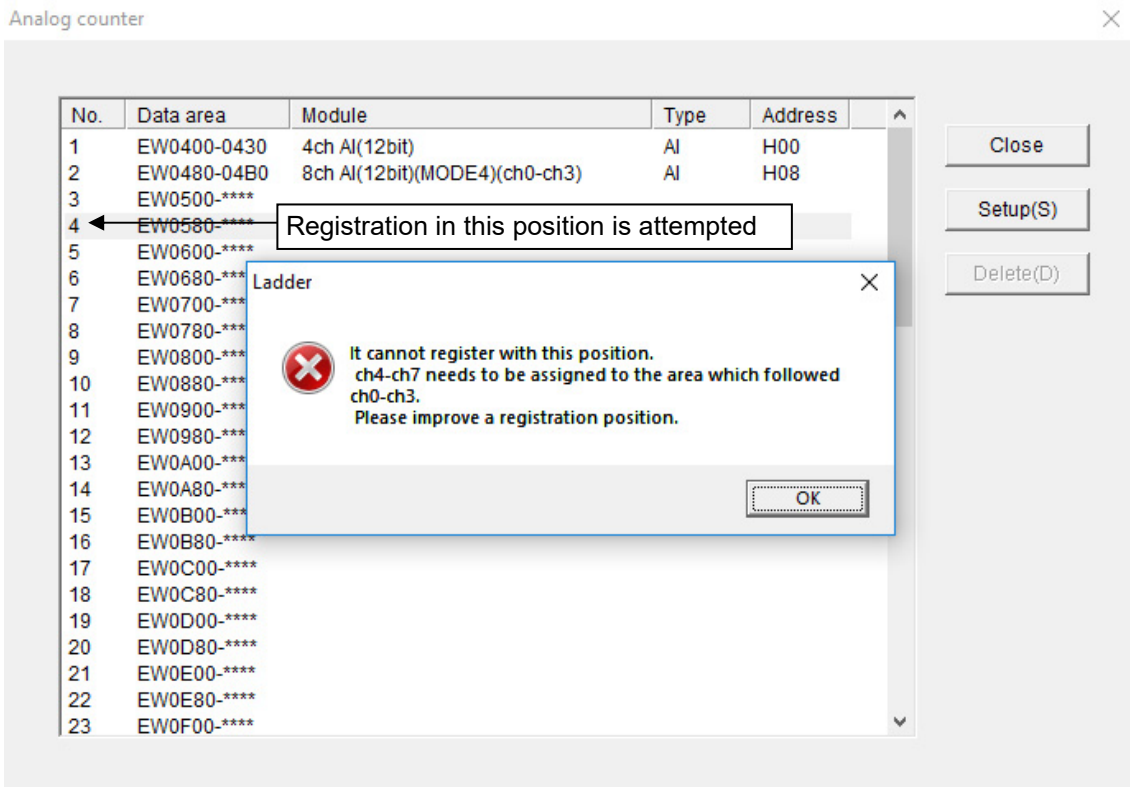 Analog counter
No. Data area Module Type Address
1 EW0400-0430 4ch AI(12bit) AI H00
2 EW0480-04B0 8ch AI(12bit)(MODE4)(ch0-ch3) AI H08
3 EW0500-****
4 EW0580-****
Registration in this position is attempted
5 EW0600-****
6 EW0680-***
7 EW0700-***
8 EW0780-***
9 EW0800-***
10 EW0880-***
11 EW0900-***
12 EW0980-***
13 EW0A00-***
14 EW0A80-***
15 EW0B00-***
16 EW0B80-****
17 EW0C00-****
18 EW0C80-****
19 EW0D00-****
20 EW0D80-****
21 EW0E00-****
22 EW0E80-****
23 EW0F00-****
Close
Setup(S)
Delete(D)
Ladder
It cannot register with this position.
ch4-ch7 needs to be assigned to the area which followed
ch0-ch3.
Please improve a registration position.
OK